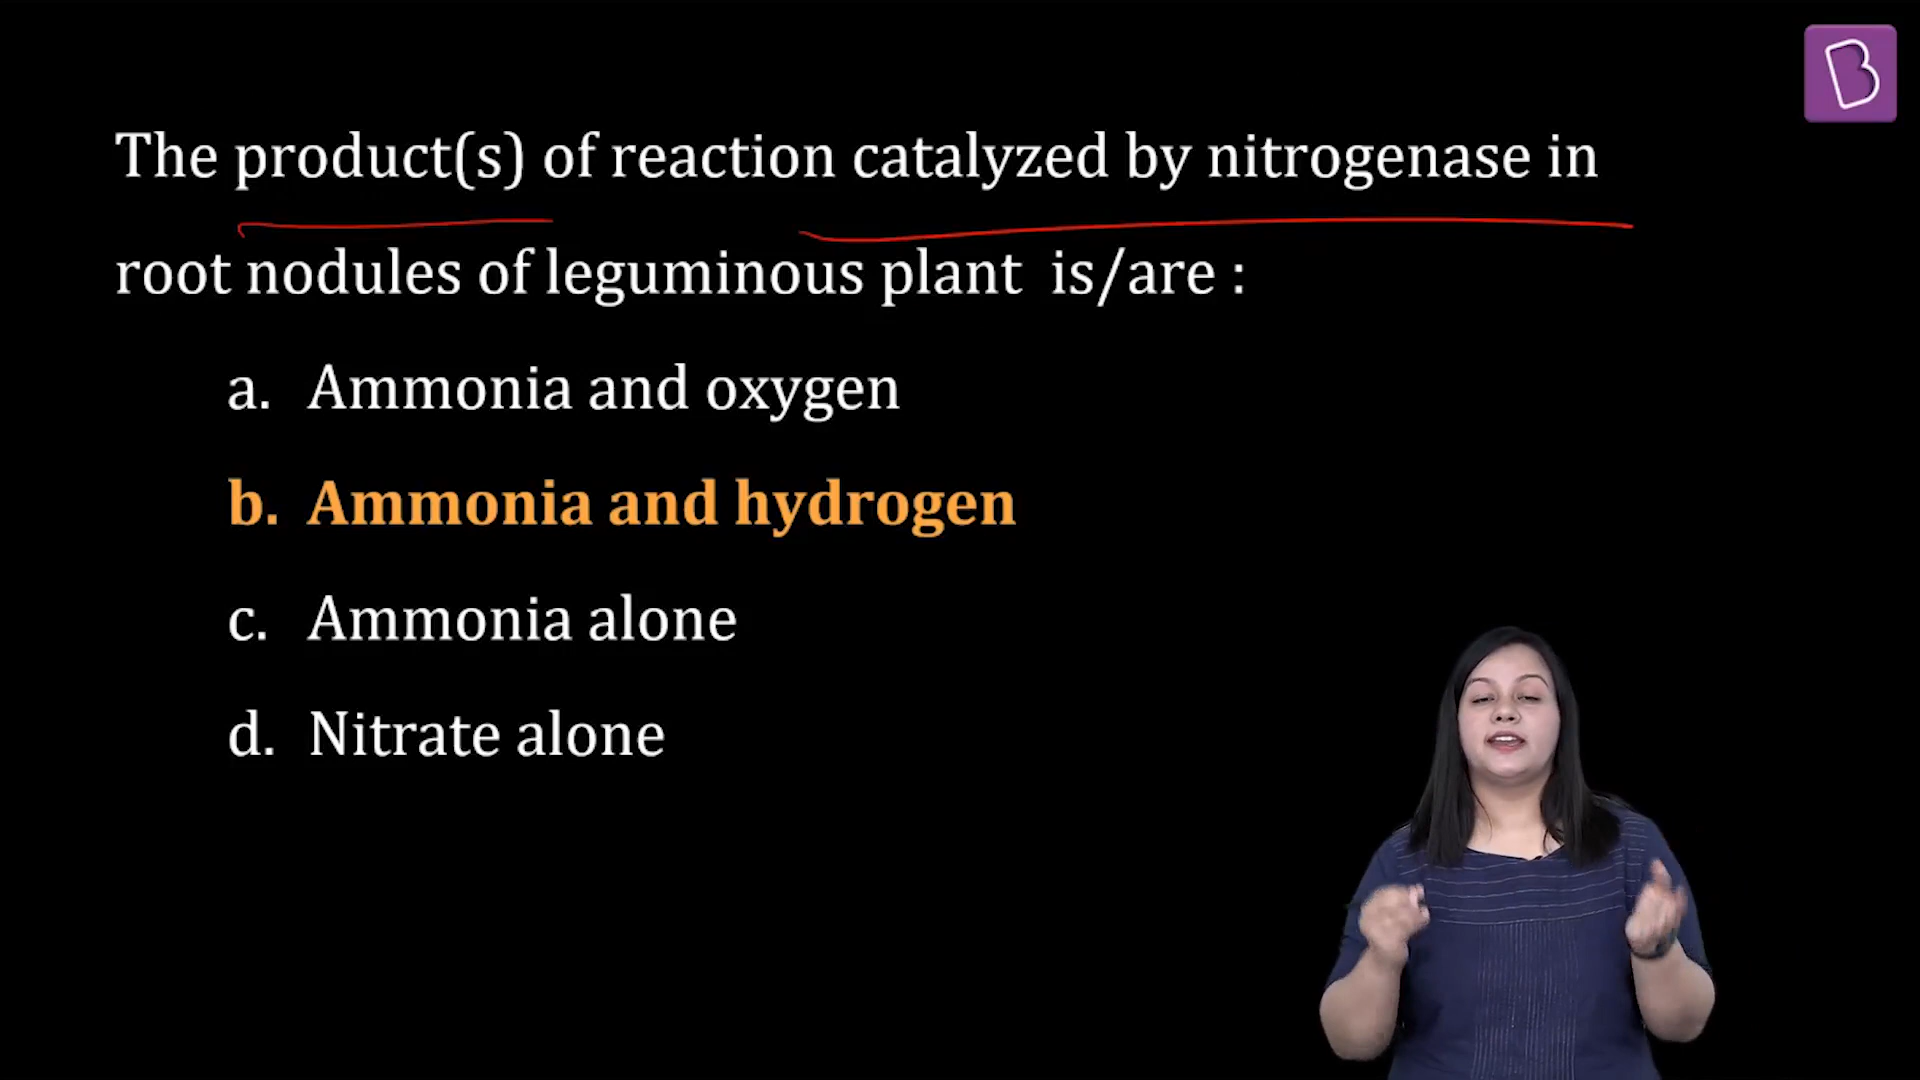 The product(s) of reaction catalyzed by nitrogenase in
root nodules of leguminous plant is/are :
a. Ammonia and oxygen
b. Ammonia and hydrogen
c. Ammonia alone
d. Nitrate alone
B